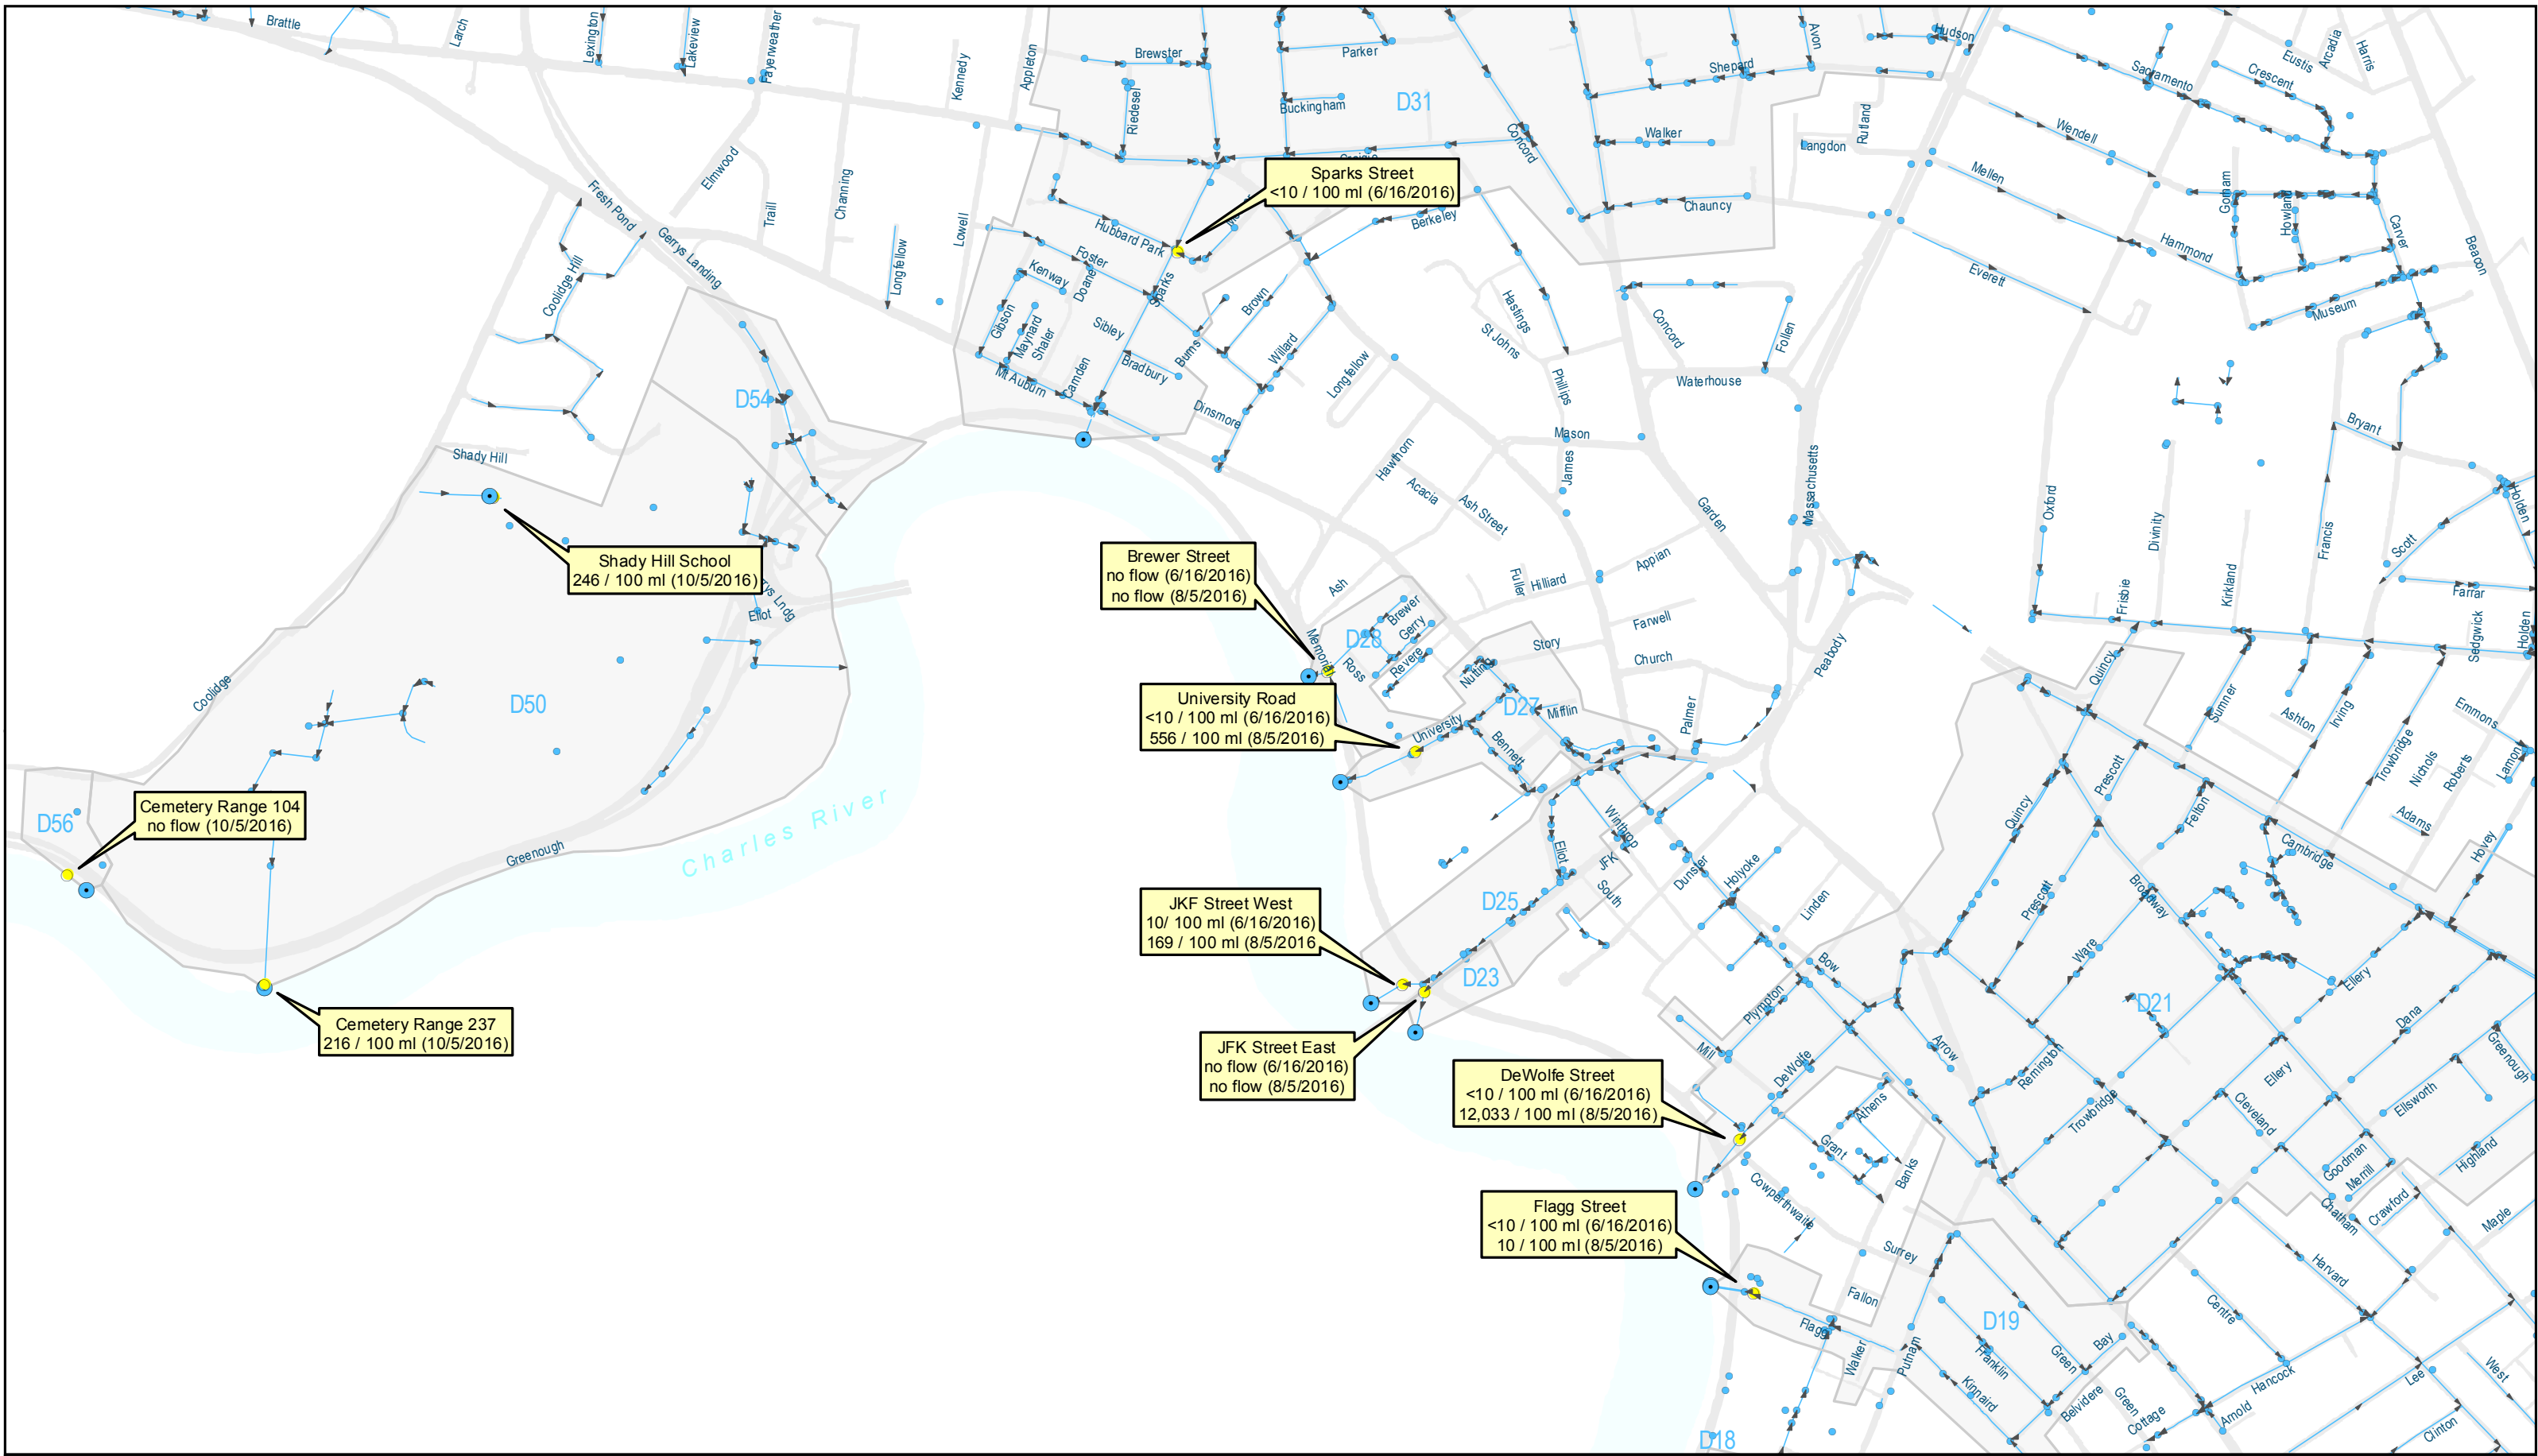 Brattle
Larch
Lexington
Lakeview
Fayerweather
Kennedy
Appleton
Brewster
Parker
Avon
Hudson
Sacramento
Crescent
Eustis
Arcadia
Harris
Riedesel
Buckingham
D31
Shepard
Concord
Walker
Langdon
Rutland
Wendell
Mellen
Elmwood
Traill
Channing
Lowell
Longfellow
Fresh Pond
Gerrys Landing
Coolidge Hill
Sparks Street
<10 / 100 ml (6/16/2016)
Berkeley
Chauncy
Gorham
Howland
Carver
Hammond
Everett
Museum
Beacon
Hubbard Park
Foster
Kenway
Doane
Sparks
Gibson
Maynard
Shaler
Sibley
Camden
Mt Auburn
Bradbury
Burns
Brown
Willard
Dinsmore
Longfellow
Hastings
St Johns
Phillips
Concord
Follen
Waterhouse
Mason
James
Hawthorn
Acacia
Ash Street
Garden
Massachusetts
Oxford
Divinity
Francis
Bryant
Holden
Scott
Farrar
D54
Shady Hill
Shady Hill School
246 / 100 ml (10/5/2016)
rys Lndg
Eliot
Brewer Street
no flow (6/16/2016)
no flow (8/5/2016)
Ash
Fuller
Hilliard
Appian
Farwell
Story
Church
Peabody
Frisbie
Kirkland
Sedgwick
Holden
Memorial
D28
Brewer
Gerry
Ross
Revere
Nutting
D27
Mifflin
Palmer
Quincy
Sumner
Ashton
Irving
Trowbridge
Emmons
Nichols
Roberts
Lamont
University Road
<10 / 100 ml (6/16/2016)
556 / 100 ml (8/5/2016)
University
Bennett
Coolidge
D50
D56
Cemetery Range 104
no flow (10/5/2016)
Greenough
Charles River
Winthrop
Eliot
JFK
South
Dunster
Holyoke
Linden
Quincy
Prescott
Prescott
Felton
Cambridge
Adams
Hovey
Broadway
Ware
JKF Street West
10/ 100 ml (6/16/2016)
169 / 100 ml (8/5/2016
D25
D23
Bow
Plympton
Mill
D21
Ellery
Dana
Greenough
Cemetery Range 237
216 / 100 ml (10/5/2016)
JFK Street East
no flow (6/16/2016)
no flow (8/5/2016)
DeWolfe Street
<10 / 100 ml (6/16/2016)
12,033 / 100 ml (8/5/2016)
DeWolfe
Arrow
Remington
Trowbridge
Ellery
Cleveland
Ellsworth
Goodman
Merrill
Highland
Athens
Grant
Banks
Cowperthwaite
Chatham
Crawford
Maple
Flagg Street
<10 / 100 ml (6/16/2016)
10 / 100 ml (8/5/2016)
Surrey
Fallon
Flagg
Walker
Putnam
D19
Franklin
Kinnaird
Green
Bay
Belvidere
Green
Cottage
Arnold
Hancock
Harvard
Centre
Lee
West
Clinton
D18